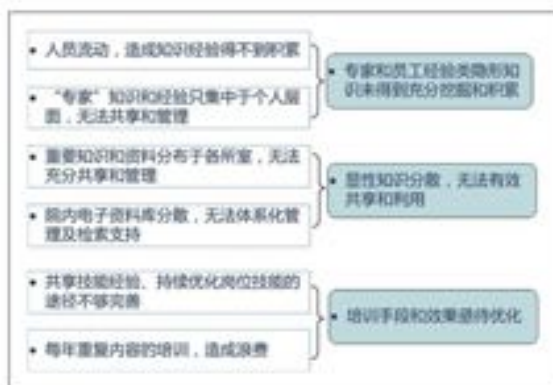 • 人员流动，造成知识经验得不到积累
• “专家”知识和经验只集中于个人层
面，无法共享和管理
• 专家和员工经验类隐形知
识未得到充分挖掘和积累
• 重要知识和资料分布于各所室，无法
充分共享和管理
• 院内电子资料库分散，无法体系化管
理及检索支持
• 显性知识分散，无法有效
共享和利用
• 共享技能经验、持续优化岗位技能的
途径不够完善
• 每年重复内容的培训，造成浪费
• 培训手段和效果亟待优化